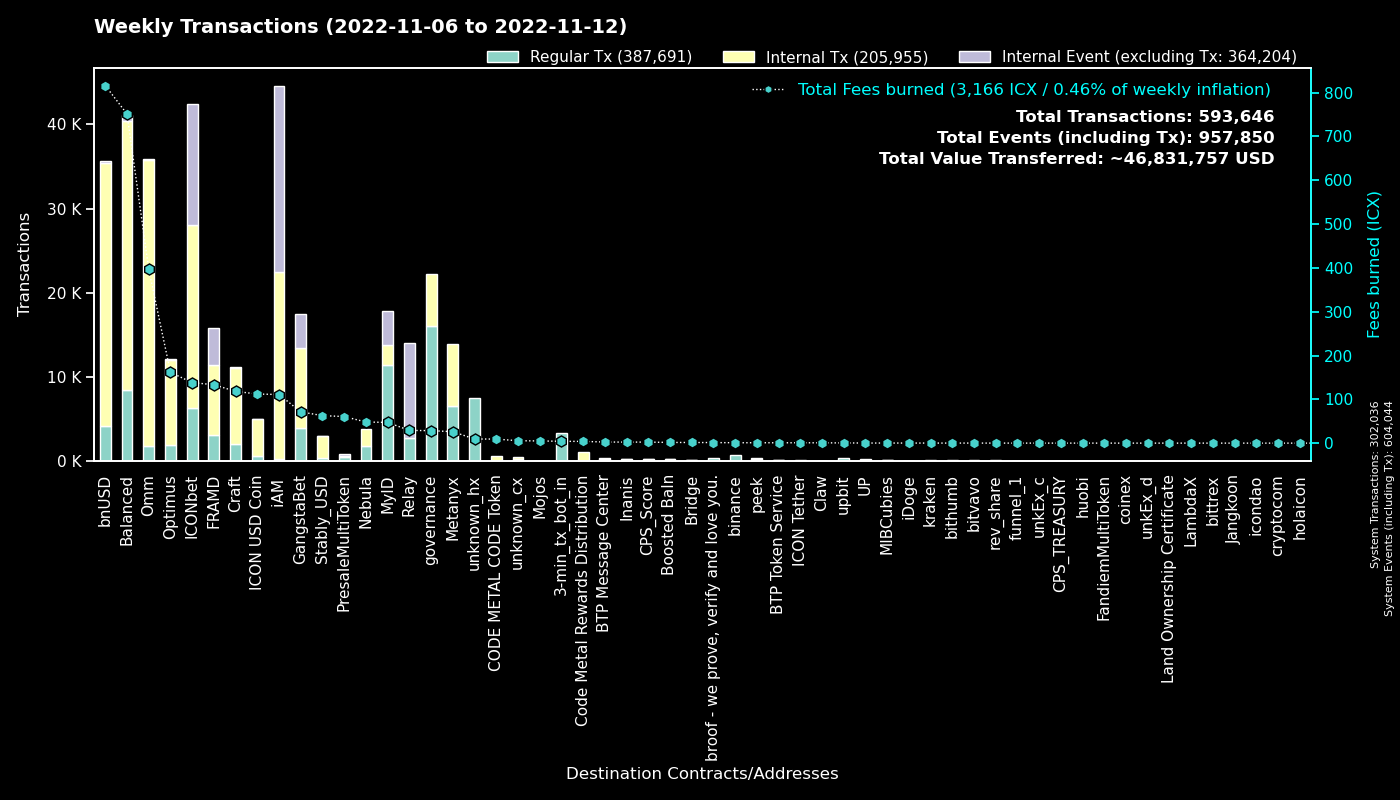 Weekly Transactions (2022-11-06 to 2022-11-12)
Regular Tx (387,691)
Internal Tx (205,955)
Internal Event (excluding Tx: 364,204)
Total Fees burned (3,166 ICX / 0.46% of weekly inflation)
Total Transactions: 593,646
Total Events (including Tx): 957,850
Total Value Transferred: ~46,831,757 USD
Transactions
40 K
30 K
20 K
10 K
0 K
800
700
600
500
400
300
200
100
0
Fees burned (ICX)
System Transactions: 302,036
System Events (including Tx): 604,044
bnUSD
Balanced
Omm
Optimus
ICONbet
FRAMD
Craft
ICON USD Coin
iAM
GangstaBet
Stably_USD
PresaleMultiToken
Nebula
MyID
Relay
governance
Metanyx
unknown_hx
CODE METAL CODE Token
unknown_cx
Mojos
3-min_tx_bot_in
Code Metal Rewards Distribution
BTP Message Center
Inanis
CPS_Score
Boosted Baln
Bridge
broof - we prove, verify and love you.
binance
peek
BTP Token Service
ICON Tether
Claw
upbit
UP
MIBCubies
iDoge
kraken
bithumb
bitvavo
rev_share
funnel_1
unkEx_c
CPS_TREASURY
huobi
FandiemMultiToken
coinex
unkEx_d
Land Ownership Certificate
LambdaX
bittrex
Jangkoon
icondao
cryptocom
holaicon
Destination Contracts/Addresses